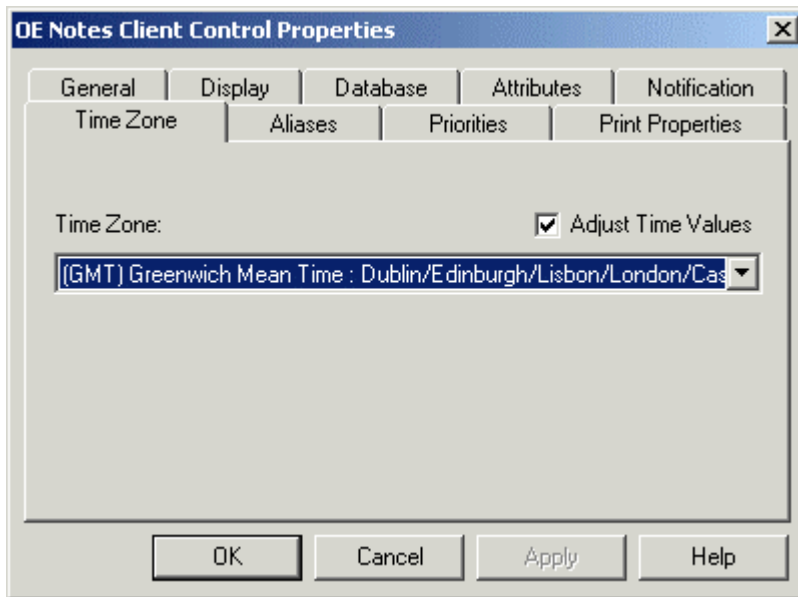 OE Notes Client Control Properties
General Display Database Attributes Notification
Time Zone Aliases Priorities Print Properties
Time Zone: Adjust Time Values
(GMT) Greenwich Mean Time : Dublin/Edinburgh/Lisbon/London/Cas
OK Cancel Apply Help